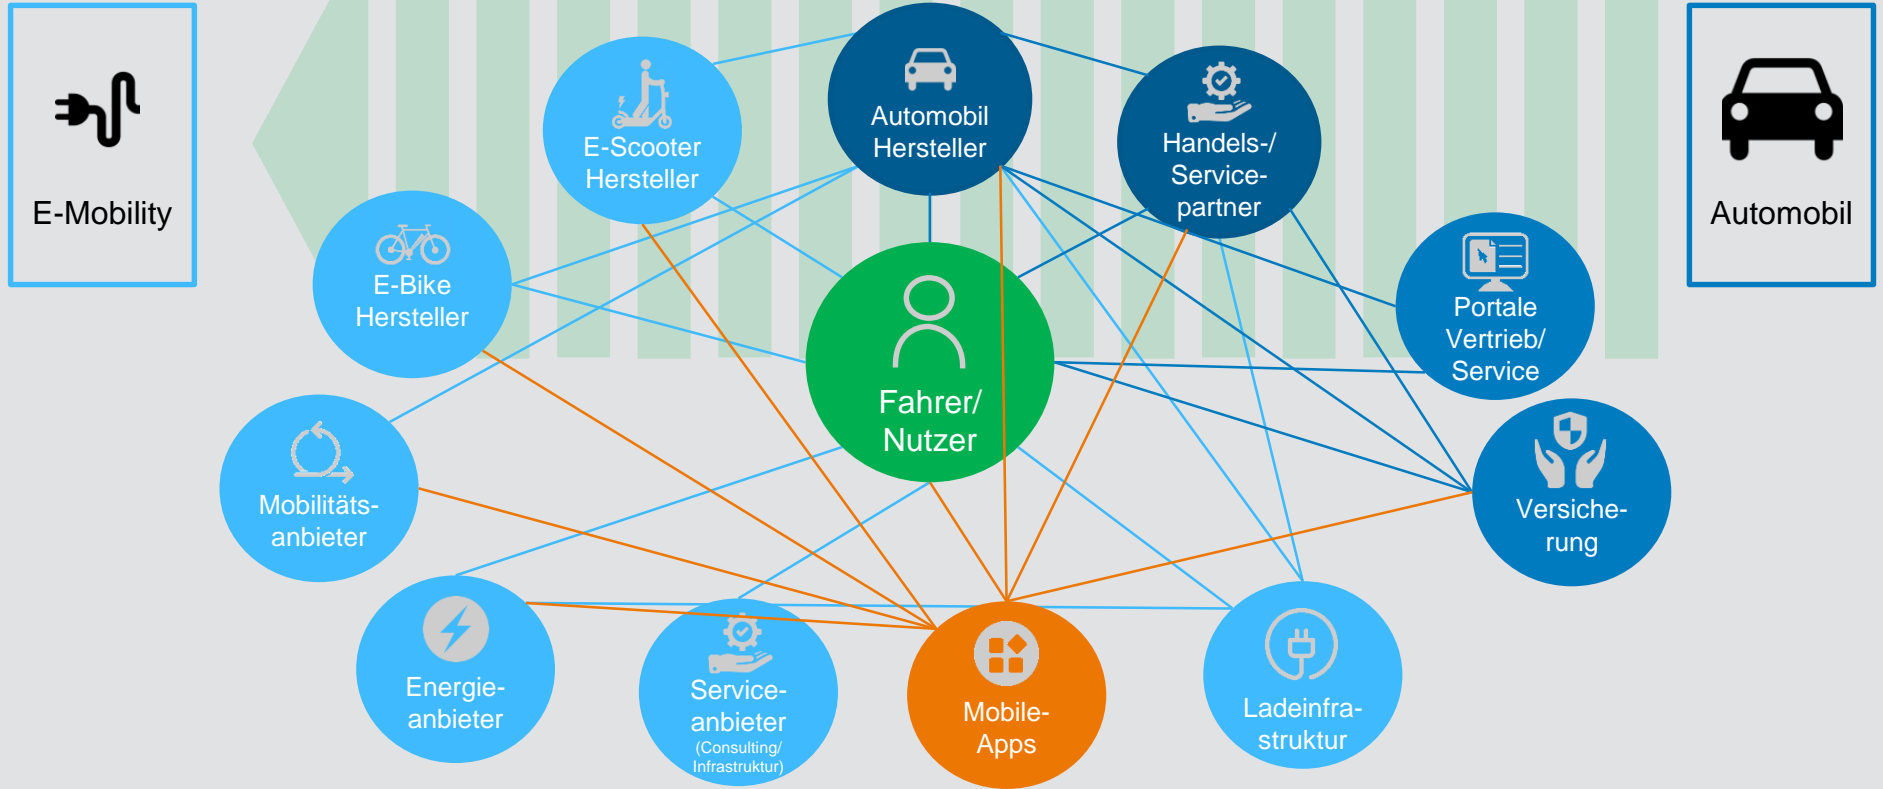 E-Mobility
Automobil
Hersteller
E-Scooter
Hersteller
Handels-/
Service-
partner
Automobil
E-Bike
Hersteller
Portale
Vertrieb/
Service
Fahrer/
Nutzer
Mobilitäts-
anbieter
Versiche-
rung
Energie-
anbieter
Service-
anbieter
(Consulting/
Infrastruktur)
Mobile-
Apps
Ladeinfra-
struktur